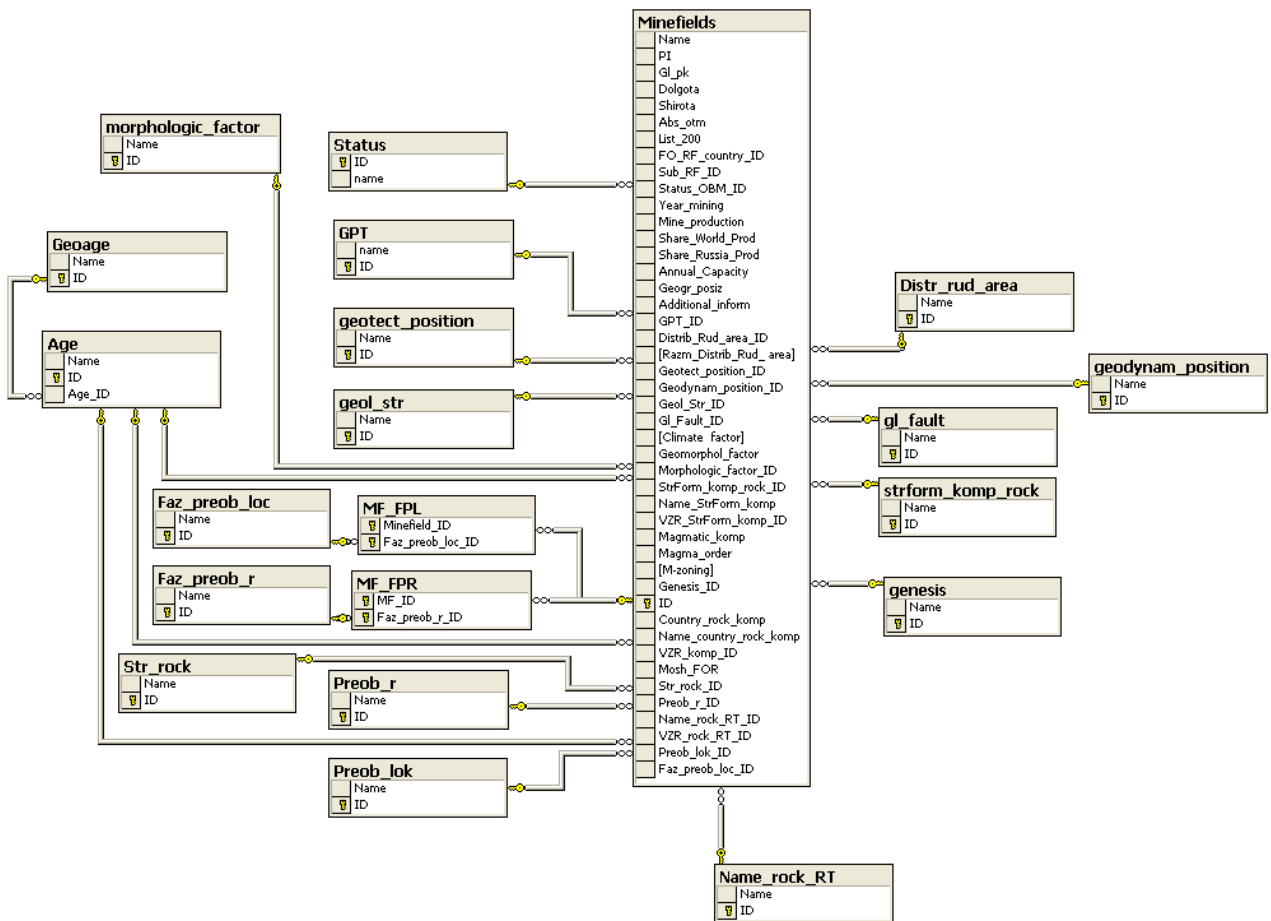 Minefields
Name
PI
Gl_pk
Dolgota
Shirota
Abs_otm
List_200
FO_RF_country_ID
Sub_RF_ID
Status_OBM_ID
Year_mining
Mine_production
Share_World_Prod
Share_Russia_Prod
Annual_Capacity
Geogr_posiz
Additional_inform
GPT_ID
Distrib_Rud_area_ID
[Razm_Distrib_Rud_ area]
Geotect_position_ID
Geodynam_position_ID
Geol_Str_ID
Gl_Fault_ID
[Climate factor]
Geomorphol_factor
Morphologic_factor_ID
StrForm_komp_rock_ID
Name_StrForm_komp
VZR_StrForm_komp_ID
Magmatic_komp
Magma_order
[M-zoning]
Genesis_ID
ID
Country_rock_komp
Name_country_rock_komp
VZR_komp_ID
Mosh_FOR
Str_rock_ID
Preob_r_ID
Name_rock_RT_ID
VZR_rock_RT_ID
Preob_lok_ID
Faz_preob_loc_ID
morphologic_factor
Name
ID
Status
ID
name
GPT
name
ID
Geoage
Name
ID
geotect_position
Name
ID
Age
Name
ID
Age_ID
geol_str
Name
ID
Faz_preob_loc
Name
ID
MF_FPL
Minefield_ID
Faz_preob_loc_ID
Faz_preob_r
Name
ID
MF_FPR
MF_ID
Faz_preob_r_ID
Str_rock
Name
ID
Preob_r
Name
ID
Preob_lok
Name
ID
Distr_rud_area
Name
ID
geodynam_position
Name
ID
gl_fault
Name
ID
strform_komp_rock
Name
ID
genesis
Name
ID
Name_rock_RT
Name
ID